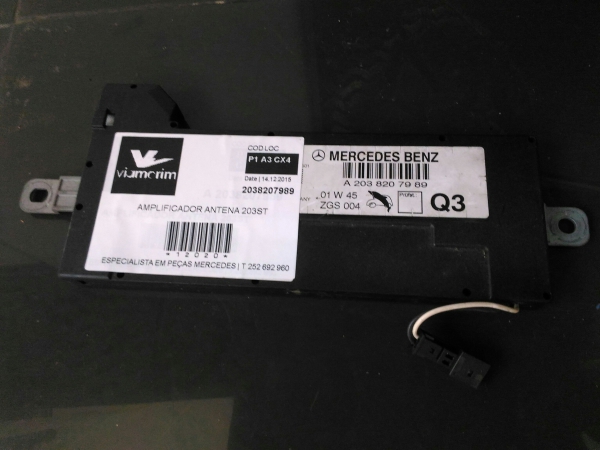 viamorim
COD.LOC.
P1 A3 CX4
Data | 14.12.2015
2038207989
AMPLIFICADOR ANTENA 203ST
*12020*
ESPECIALISTA EM PEÇAS MERCEDES | T 252 692 960
MERCEDES BENZ
A 203 820 79 89
01 W 45
ZGS 004
Q3